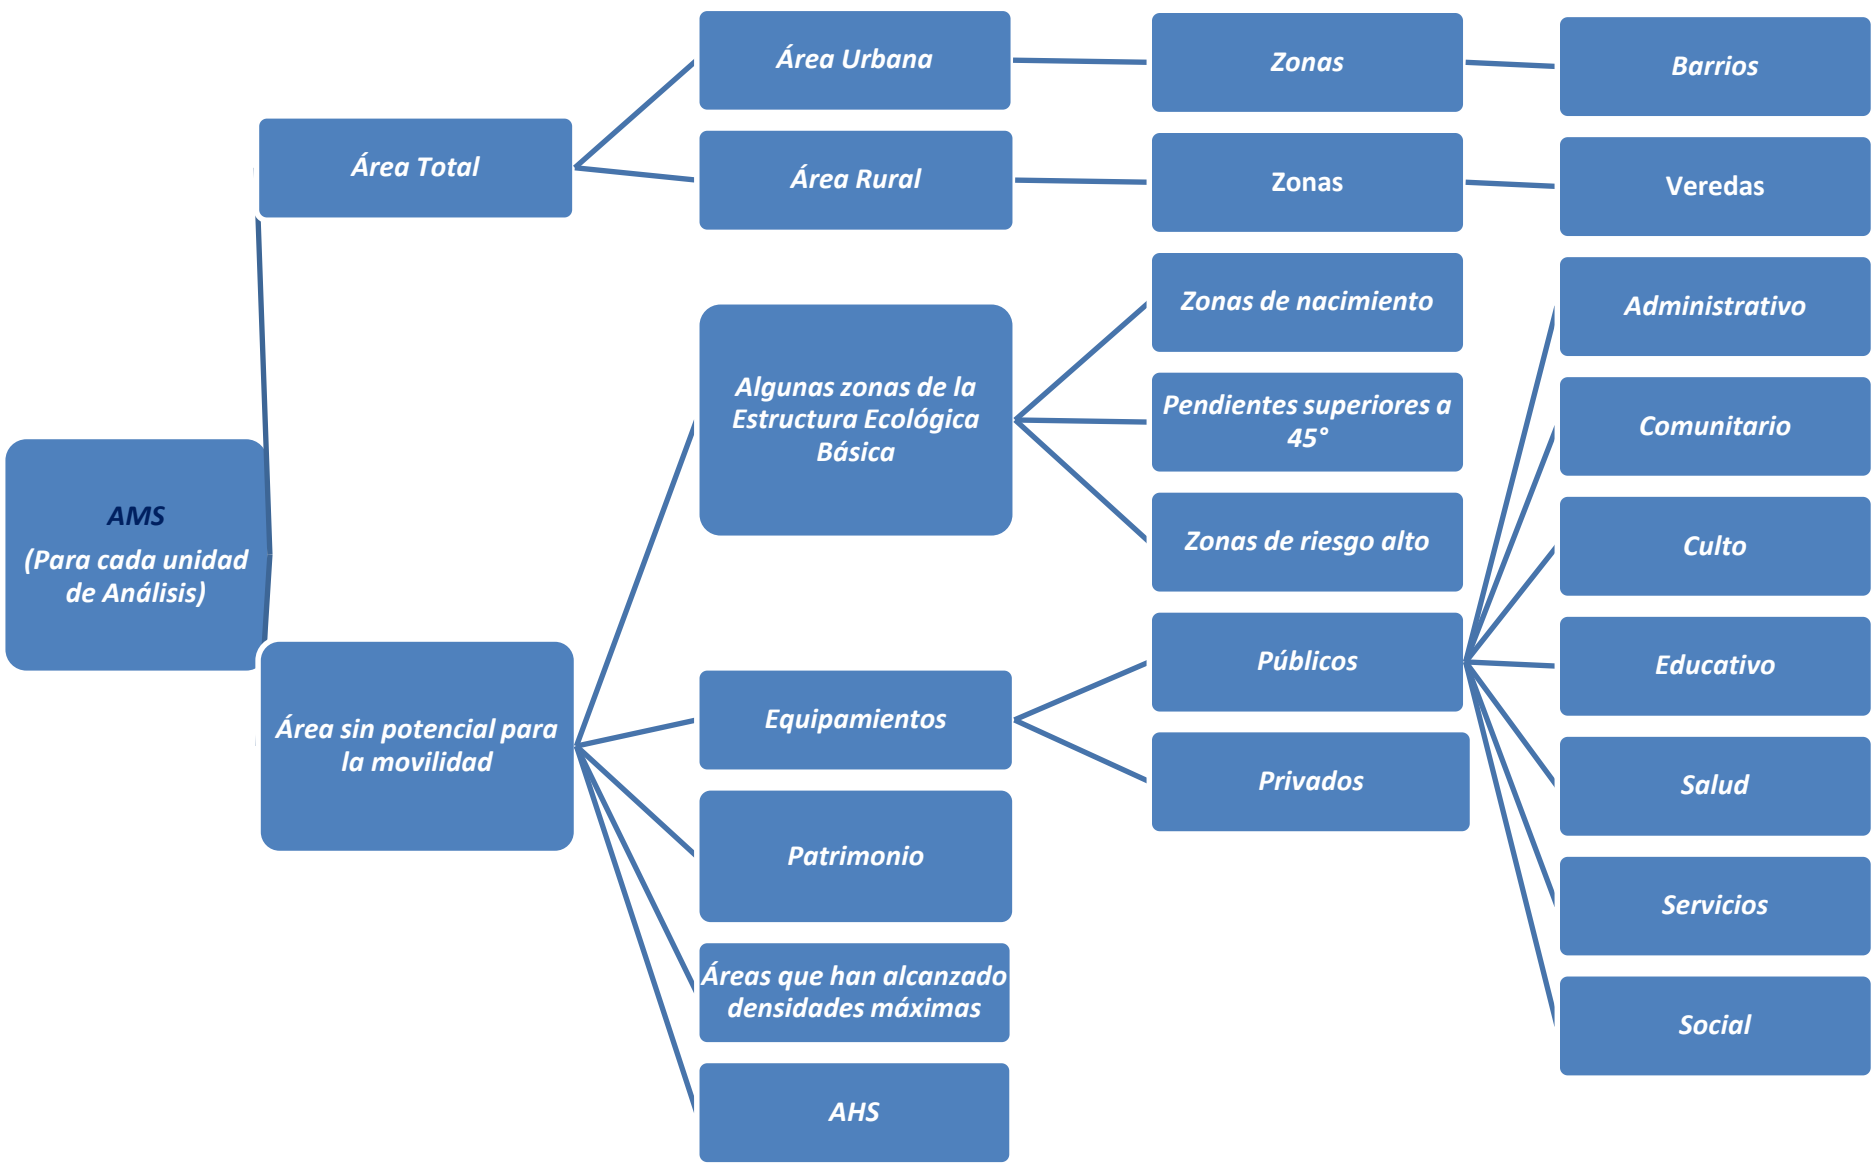 AMS
(Para cada unidad
de Análisis)
Área Total
Área Urbana
Zonas
Barrios
Área Rural
Zonas
Veredas
Área sin potencial para
la movilidad
Algunas zonas de la
Estructura Ecológica
Básica
Zonas de nacimiento
Pendientes superiores a
45°
Zonas de riesgo alto
Equipamientos
Públicos
Administrativo
Comunitario
Culto
Educativo
Salud
Servicios
Social
Privados
Patrimonio
Áreas que han alcanzado
densidades máximas
AHS